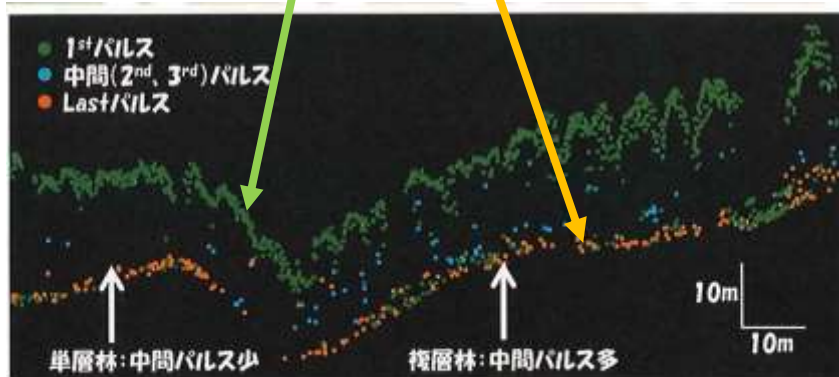 1stパルス
中間(2nd、3rd)パルス
Lastパルス
10m
10m
単層林:中間パルス少
複層林:中間パルス多